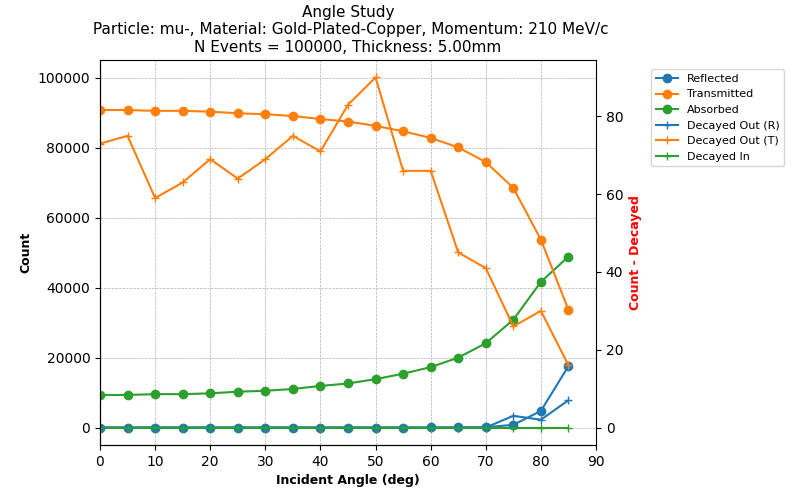 Angle Study
Particle: mu-, Material: Gold-Plated-Copper, Momentum: 210 MeV/c
N Events = 100000, Thickness: 5.00mm
100000
80000
60000
40000
20000
0
Count
0 10 20 30 40 50 60 70 80 90
Incident Angle (deg)
80
60
40
20
0
Count - Decayed
Reflected
Transmitted
Absorbed
Decayed Out (R)
Decayed Out (T)
Decayed In